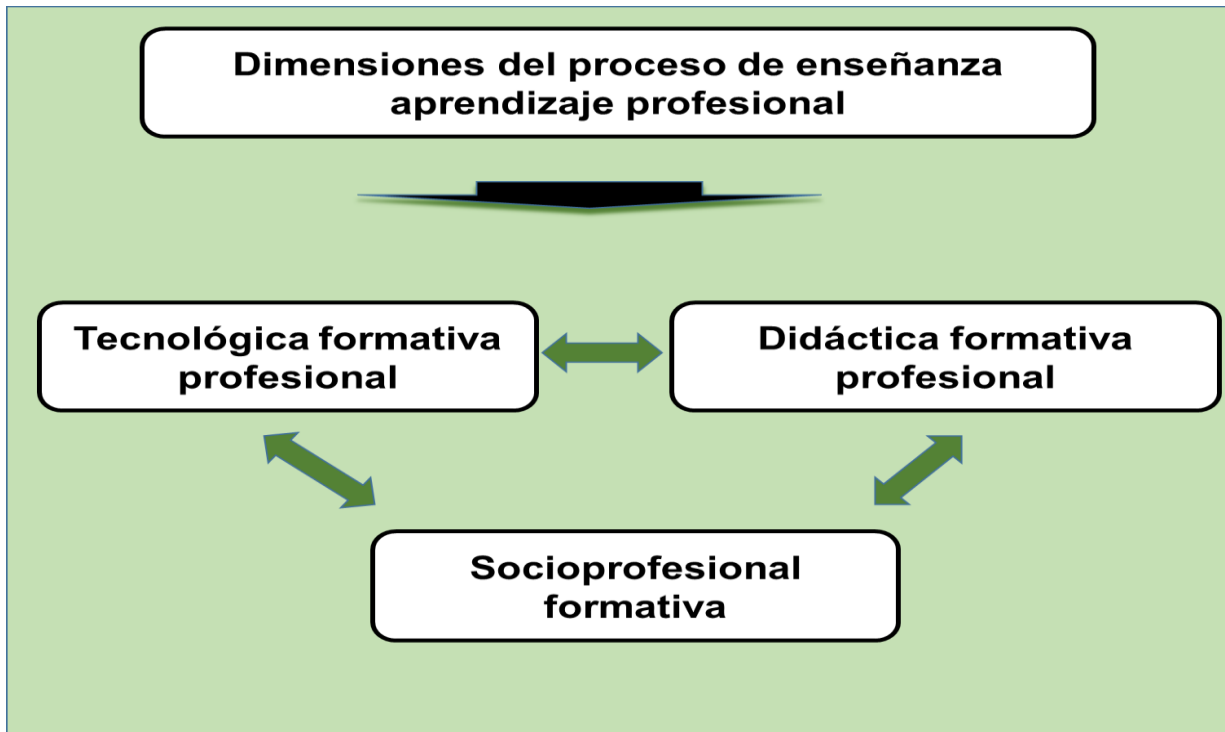 Dimensiones del proceso de enseñanza
aprendizaje profesional
Tecnológica formativa
profesional
Didáctica formativa
profesional
Socioprofesional
formativa